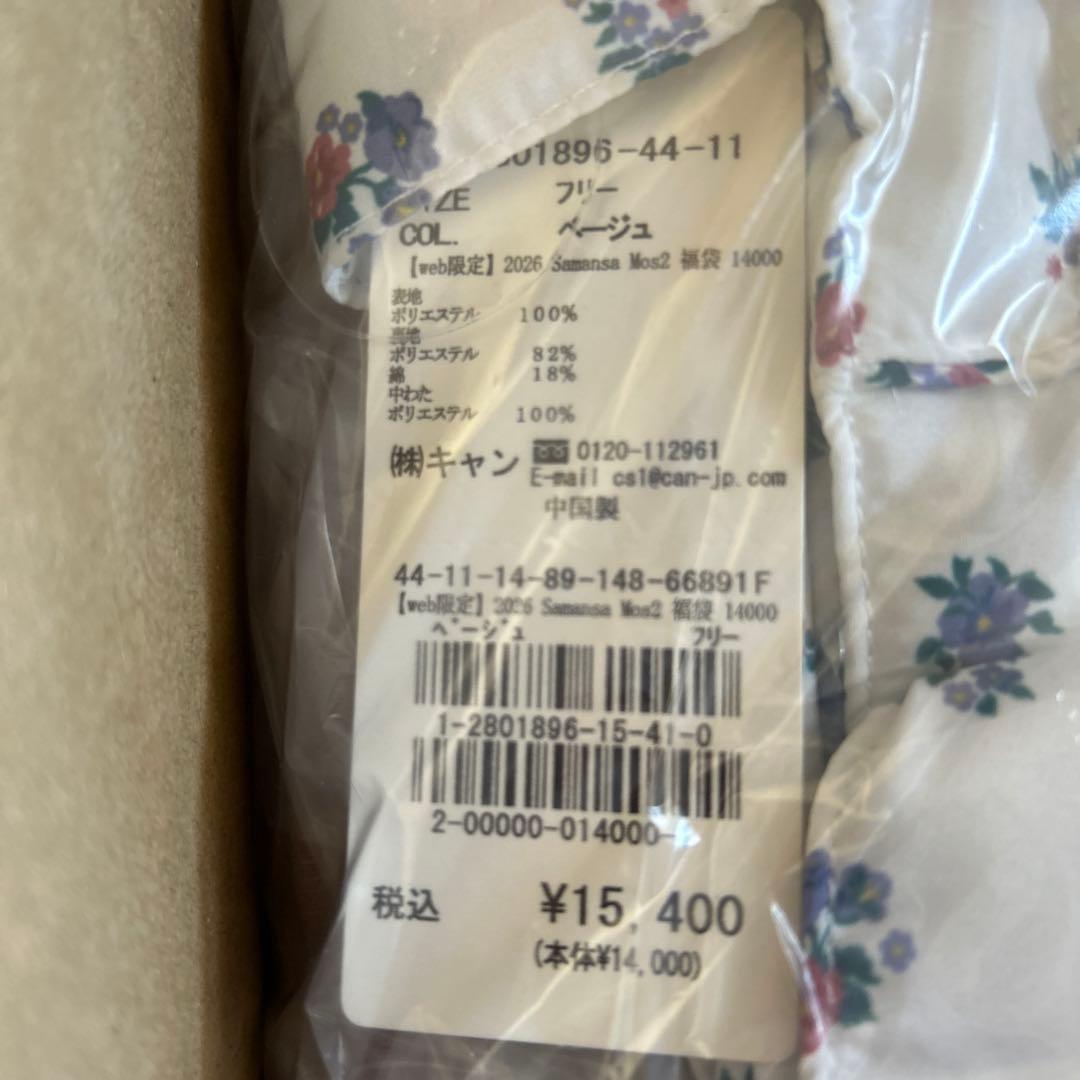 801896-44-11
SIZE フリー
COL. ベージュ
【web限定】2026 Samansa Mos2 福袋 14000
表地
ポリエステル 100%
裏地
ポリエステル 82%
綿 18%
中わた
ポリエステル 100%
㈱キャン 0120-112961
E-mail cs1@can-jp.com
中国製
44-11-14-89-148-66891F
【web限定】2026 Samansa Mos2 福袋 14000
ベージュ フリー
1-2801896-15-41-0
2-00000-014000-
税込 ¥15,400
(本体¥14,000)